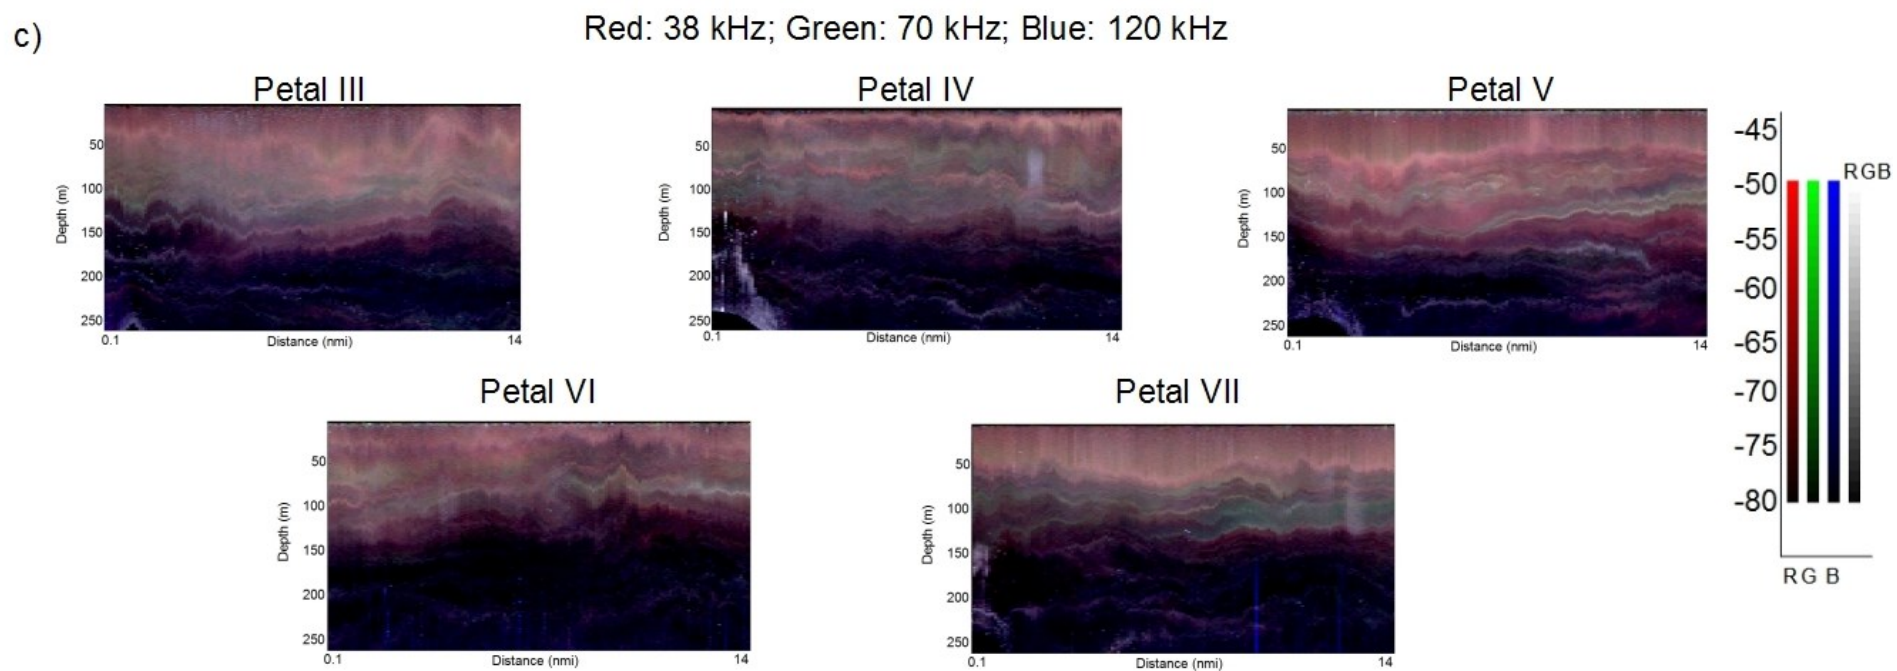 c)
Red: 38 kHz; Green: 70 kHz; Blue: 120 kHz
Petal III
Depth (m)
50
100
150
200
250
0.1
Distance (nmi)
14
Petal IV
Depth (m)
50
100
150
200
250
0.1
Distance (nmi)
14
Petal V
Depth (m)
50
100
150
200
250
0.1
Distance (nmi)
14
-45
-50
-55
-60
-65
-70
-75
-80
RGB
R G B
Petal VI
Depth (m)
50
100
150
200
250
0.1
Distance (nmi)
14
Petal VII
Depth (m)
50
100
150
200
250
0.1
Distance (nmi)
14